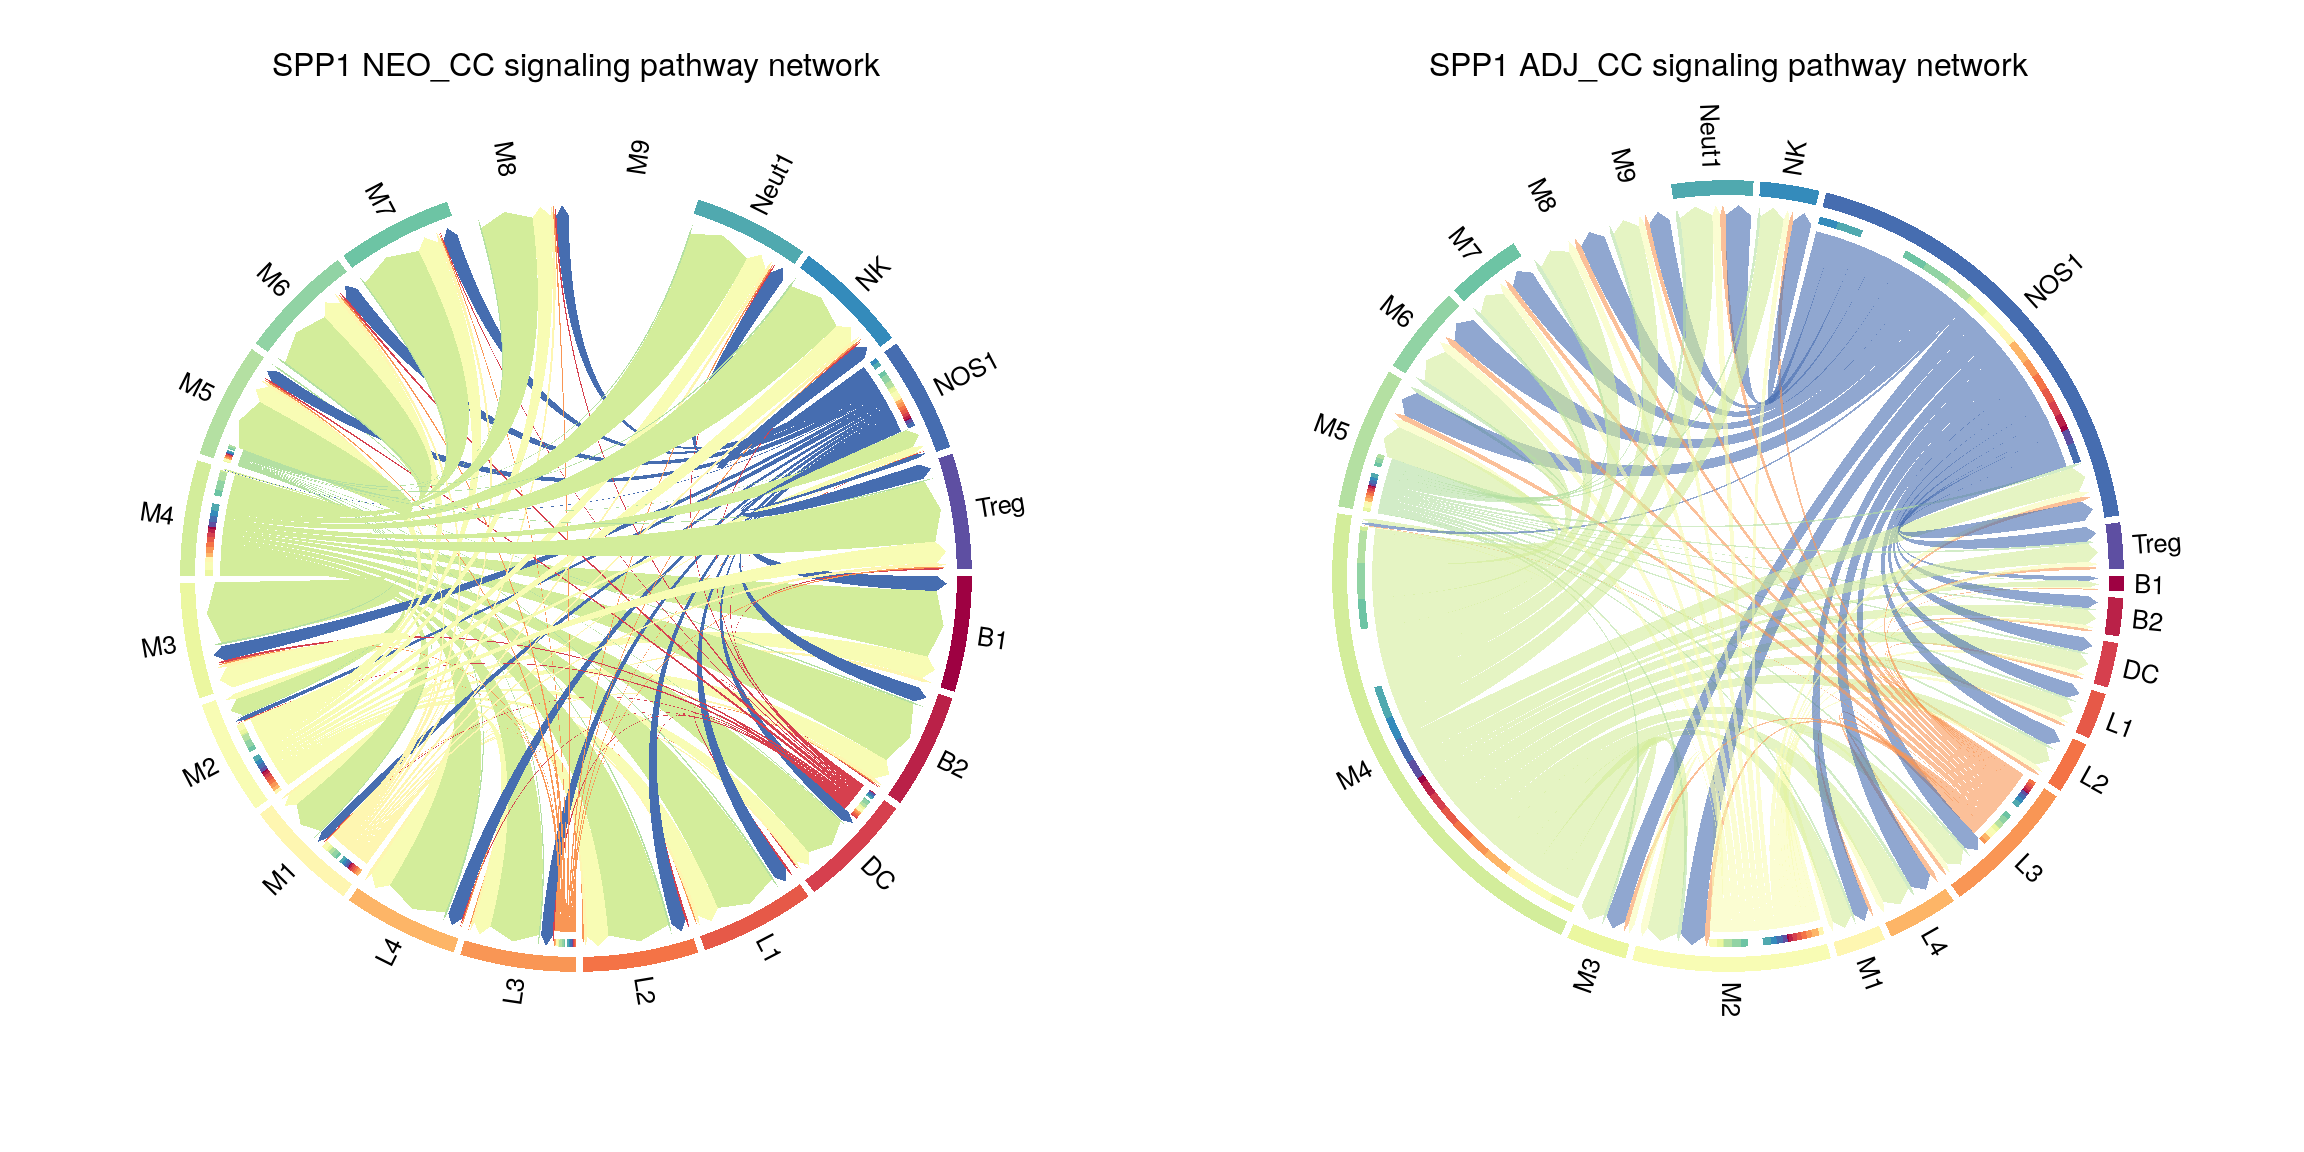 SPP1 NEO_CC signaling pathway network
M8
M9
Neut1
M7
NK
M6
NOS1
M5
Treg
M4
B1
M3
B2
M2
DC
M1
L1
L4
L3
L2
SPP1 ADJ_CC signaling pathway network
Neut1
NK
M9
M8
M7
NOS1
M6
M5
Treg
B1
B2
DC
L1
M4
L2
L3
L4
M3
M1
M2